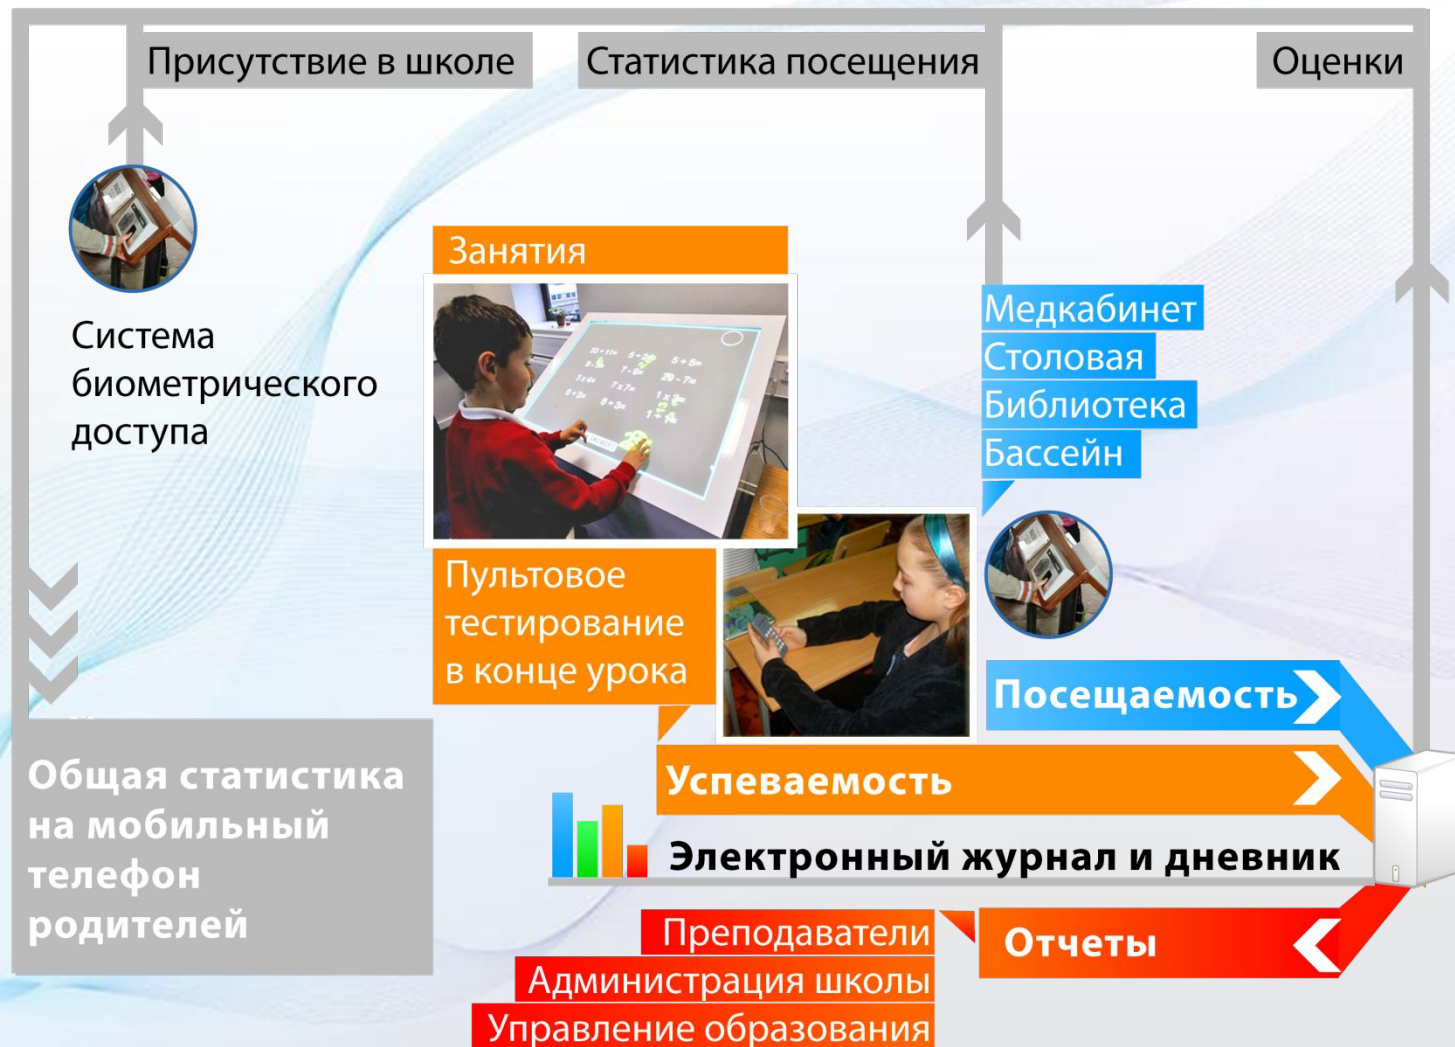 Присутствие в школе
Статистика посещения
Оценки
Система
биометрического
доступа
Занятия
Медкабинет
Столовая
Библиотека
Бассейн
Пультовое
тестирование
в конце урока
Посещаемость
Успеваемость
Электронный журнал и дневник
Общая статистика
на мобильный
телефон
родителей
Отчеты
Преподаватели
Администрация школы
Управление образования